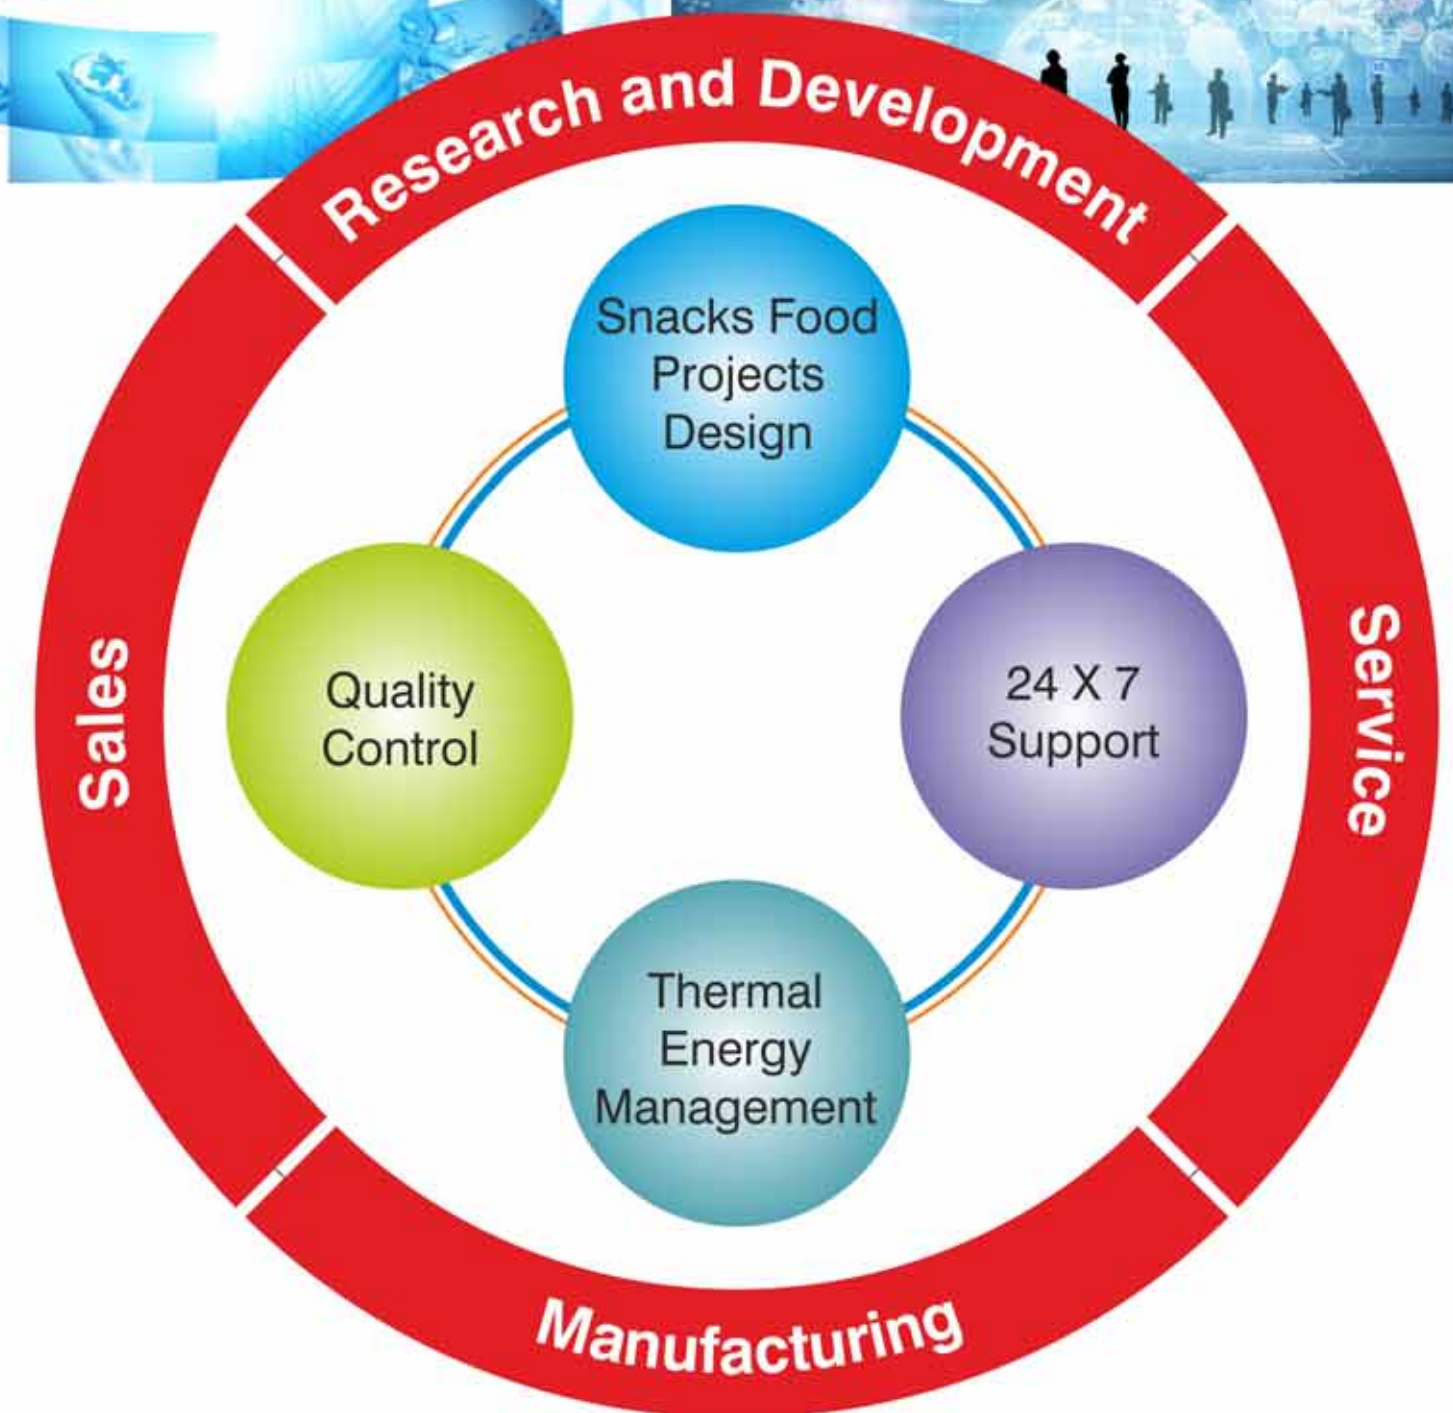 Research and Development
Snacks Food
Projects
Design
Sales
Quality
Control
24 X 7
Support
Service
Thermal
Energy
Management
Manufacturing